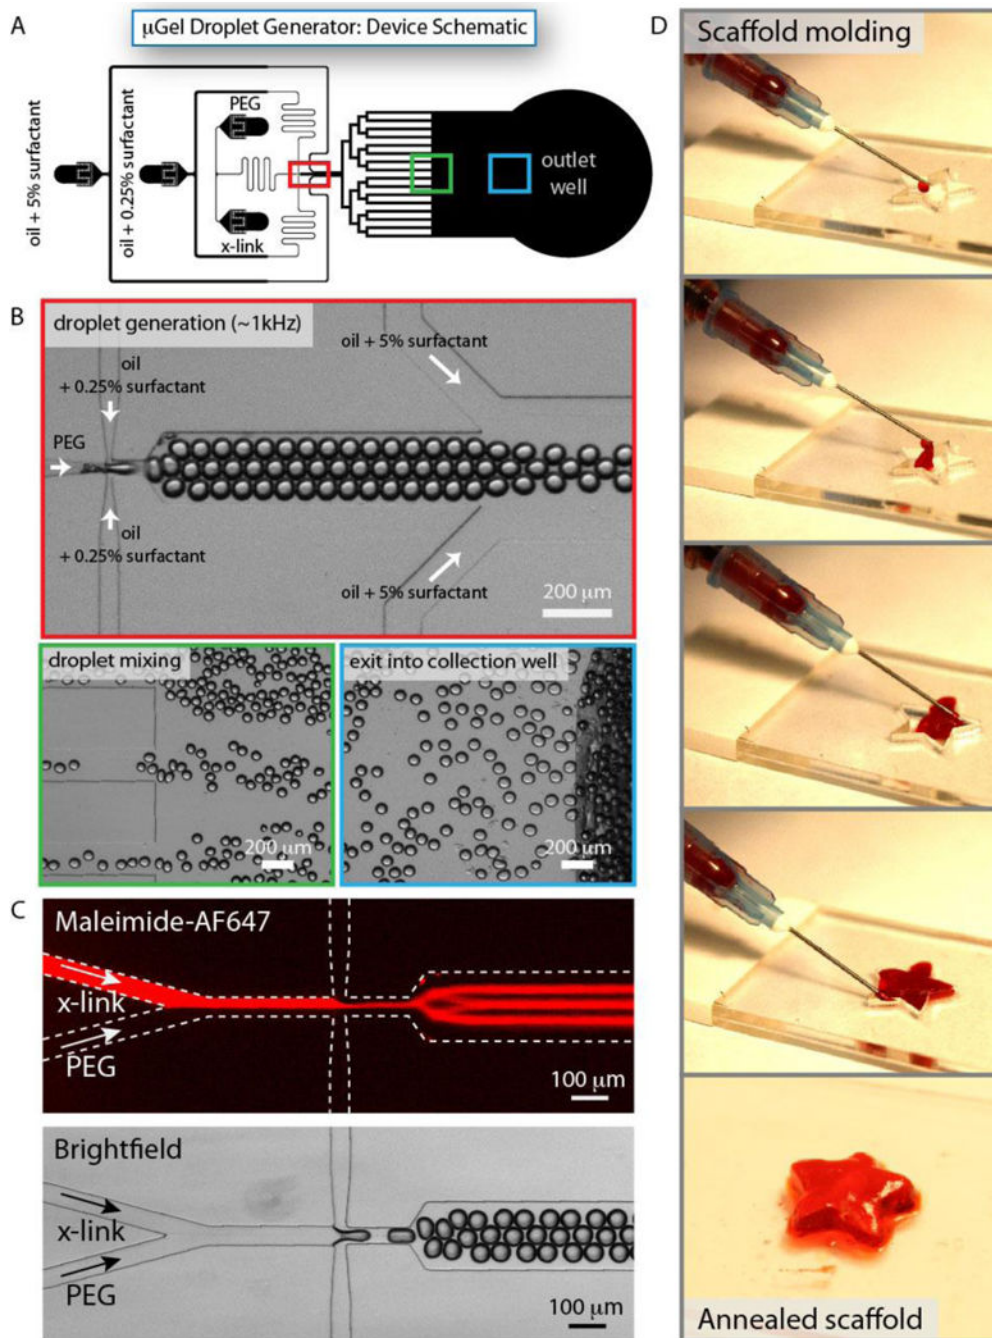 A
μGel Droplet Generator: Device Schematic
oil + 5% surfactant
oil + 0.25% surfactant
PEG
x-link
outlet
well
B
droplet generation (~1kHz)
oil
+ 0.25% surfactant
oil + 5% surfactant
PEG
oil
+ 0.25% surfactant
oil + 5% surfactant
200 μm
droplet mixing
200 μm
exit into collection well
200 μm
C
Maleimide-AF647
x-link
PEG
100 μm
Brightfield
x-link
PEG
100 μm
D
Scaffold molding
Annealed scaffold